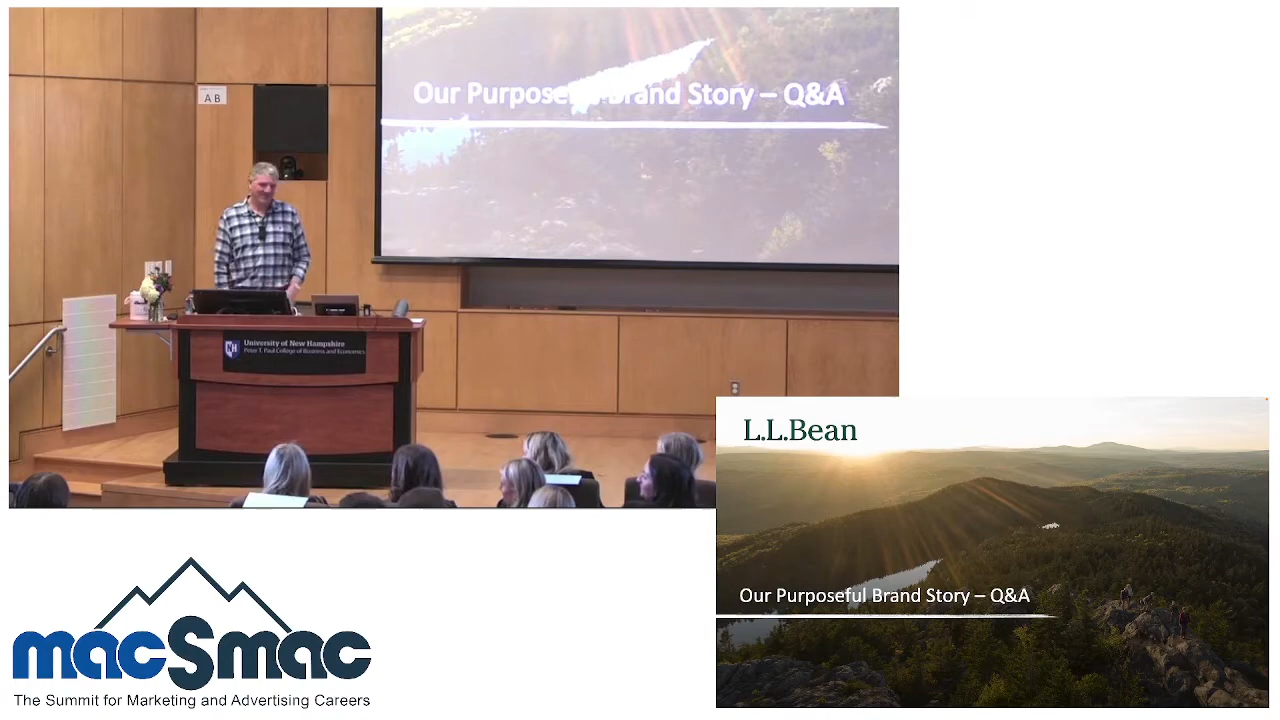 A B
Our Purposeful Brand Story – Q&A
University of New Hampshire
Peter T. Paul College of Business and Economics
L.L.Bean
Our Purposeful Brand Story – Q&A
macSmac
The Summit for Marketing and Advertising Careers